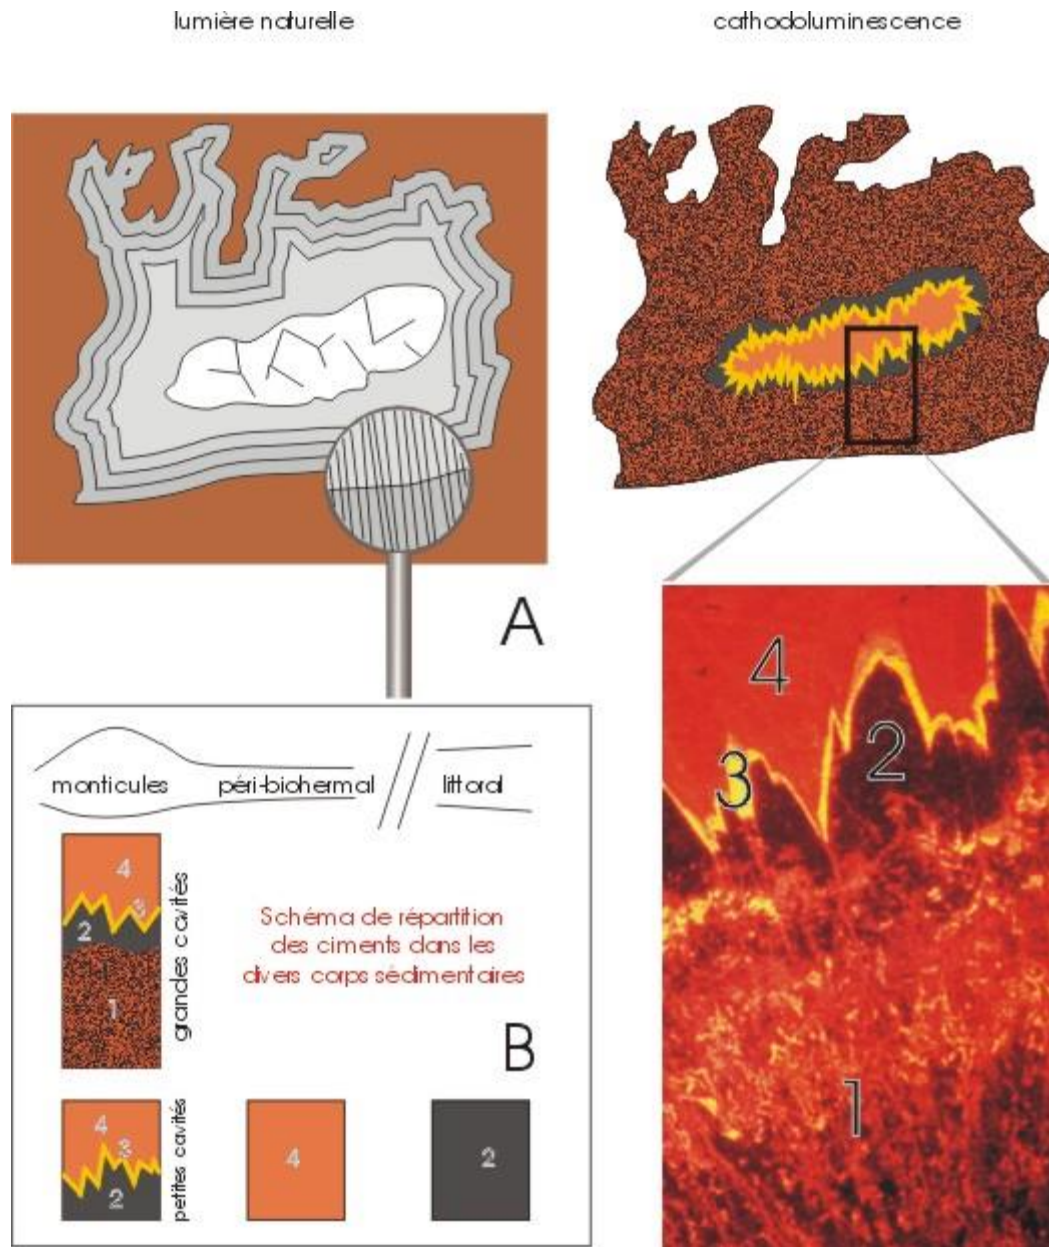 lumière naturelle
cathodoluminescence
A
4
2
3
1
monticules
péri-biohermal
littoral
4
3
2
1
grandes cavités
Schéma de répartition
des ciments dans les
divers corps sédimentaires
B
4
3
2
petites cavités
4
2